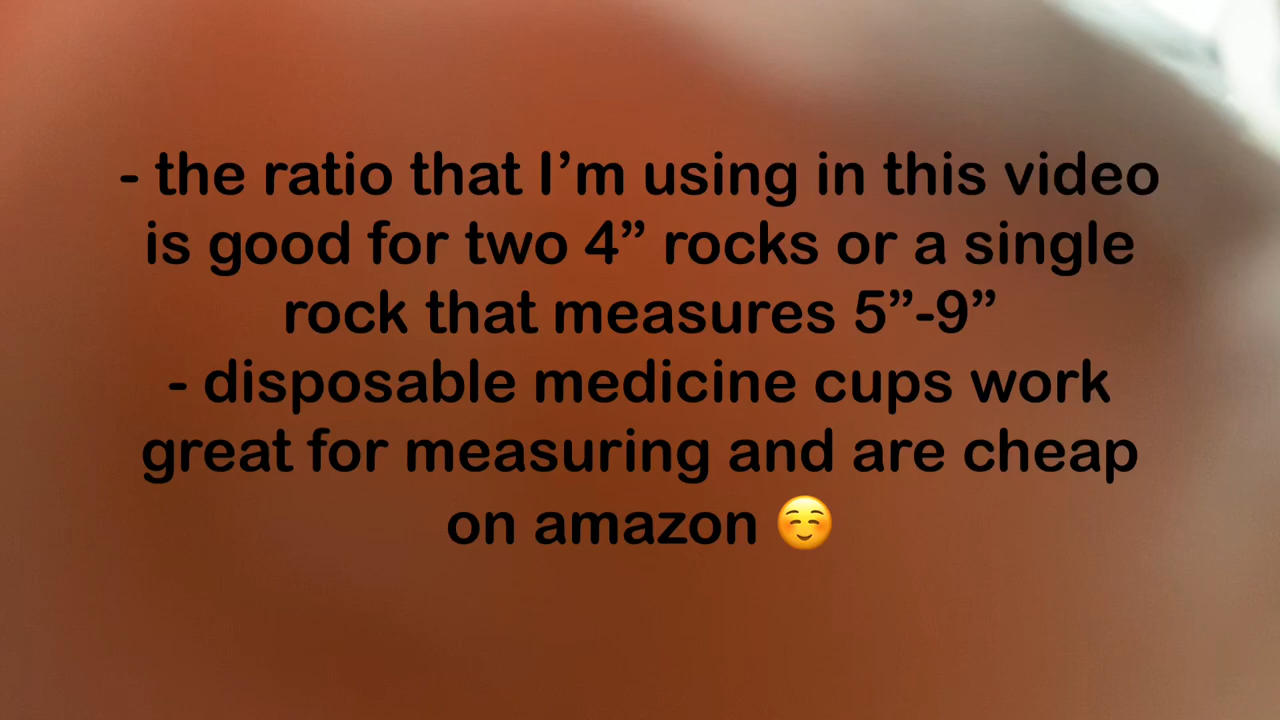 - the ratio that I’m using in this video
is good for two 4” rocks or a single
rock that measures 5”-9”
- disposable medicine cups work
great for measuring and are cheap
on amazon ☺️